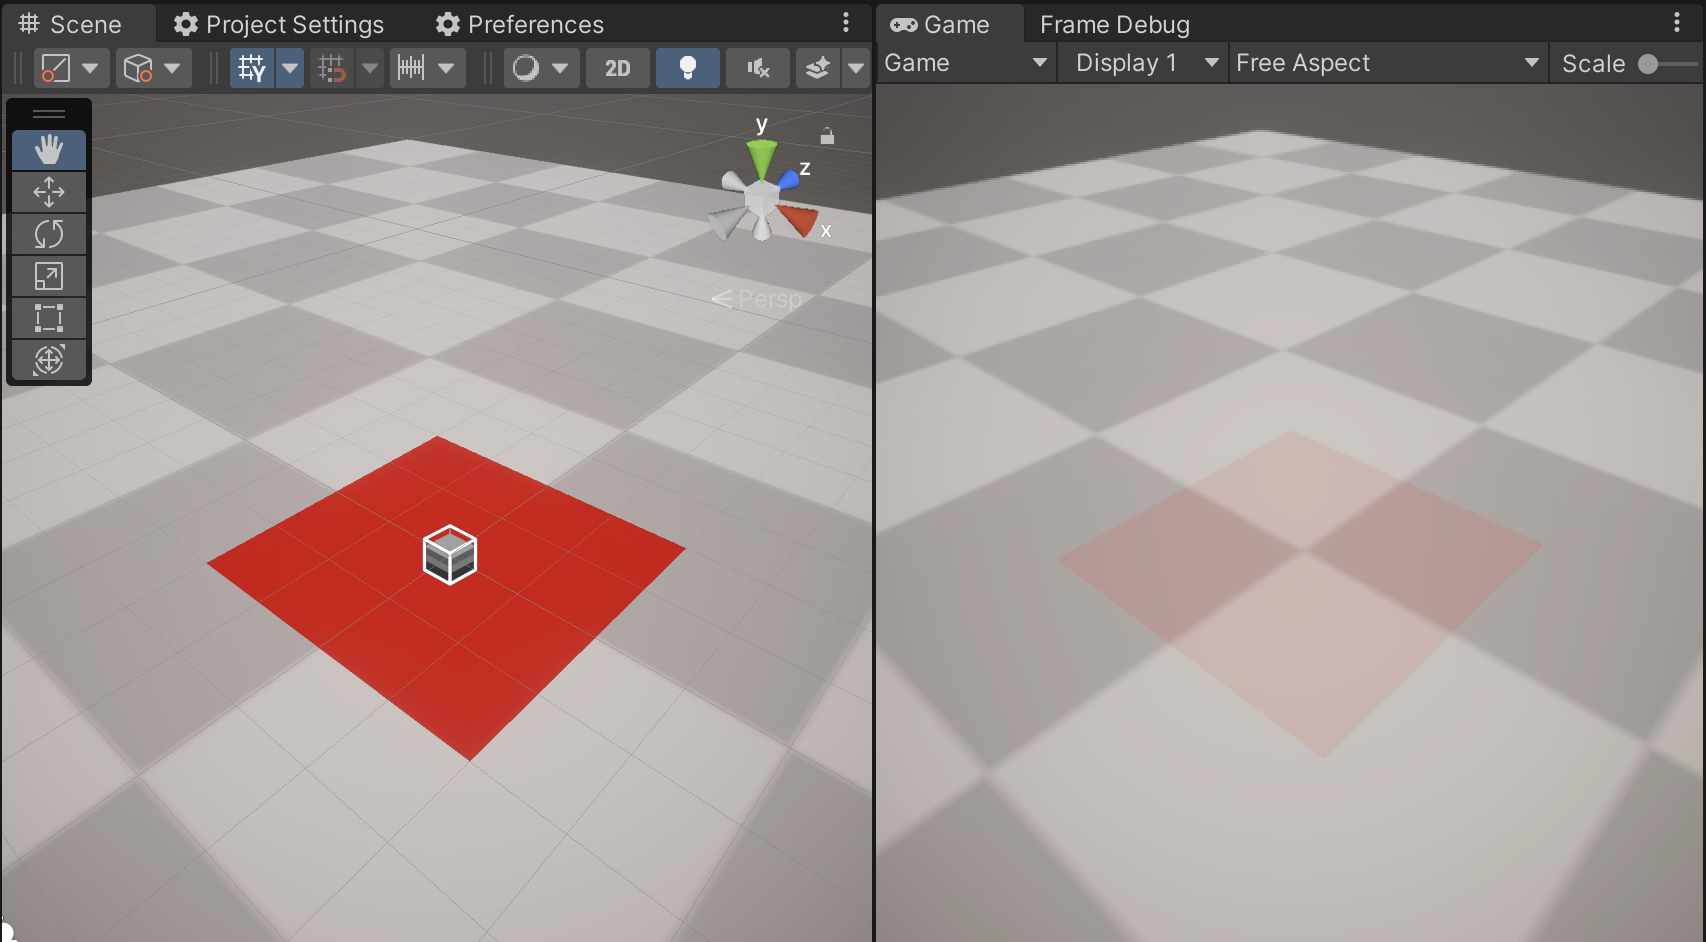 Scene Project Settings Preferences
2D
y
z
x
Persp
Game Frame Debug
Game Display 1 Free Aspect Scale